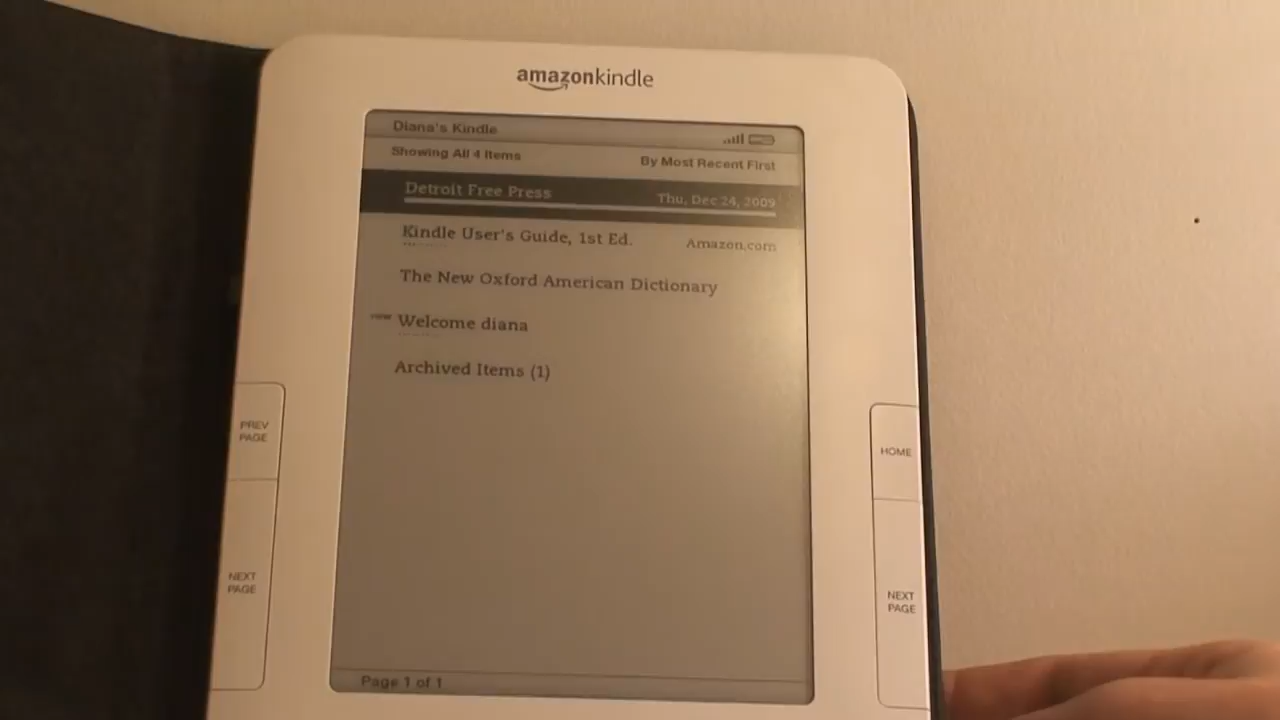 amazonkindle
Diana's Kindle
Showing All 4 Items By Most Recent First
Detroit Free Press Thu, Dec 24, 2009
Kindle User's Guide, 1st Ed. Amazon.com
The New Oxford American Dictionary
new Welcome diana
Archived Items (1)
PREV
PAGE
HOME
NEXT
PAGE
NEXT
PAGE
Page 1 of 1